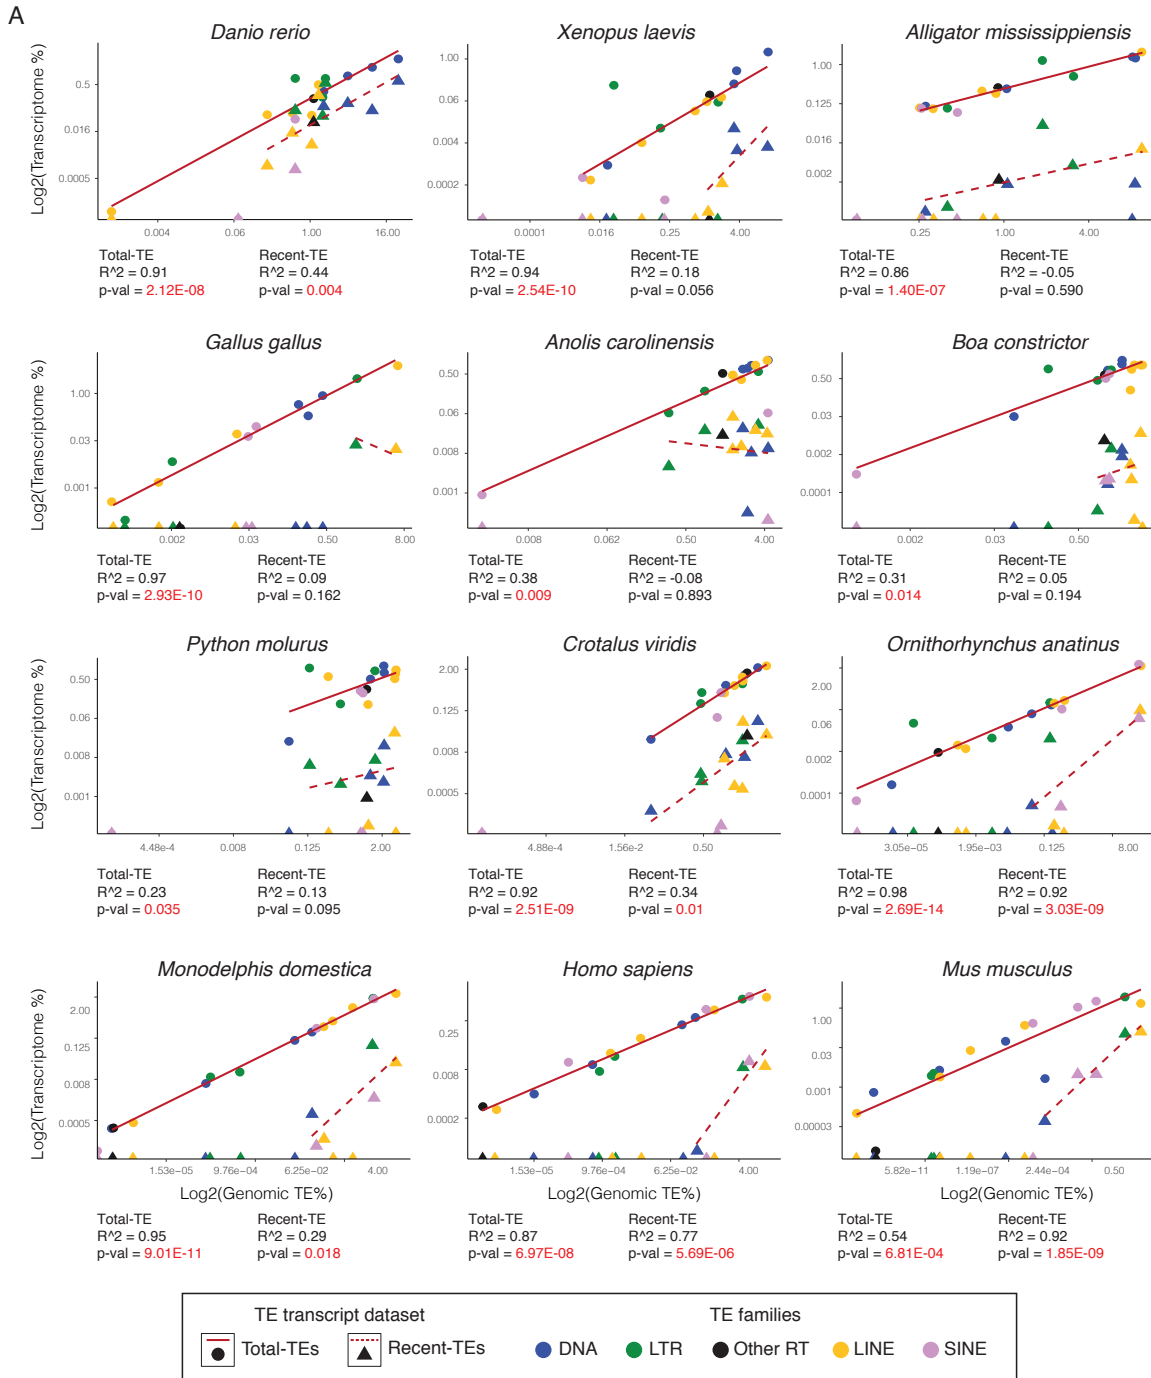 A
Danio rerio
Xenopus laevis
Alligator mississippiensis
Log2(Transcriptome %)
0.5
0.016
0.0005
0.004
0.06
1.00
16.00
1.00
0.06
0.004
0.0002
0.0001
0.016
0.25
4.00
1.00
0.125
0.016
0.002
0.25
1.00
4.00
Total-TE
R^2 = 0.91
p-val = 2.12E-08
Recent-TE
R^2 = 0.44
p-val = 0.004
Total-TE
R^2 = 0.94
p-val = 2.54E-10
Recent-TE
R^2 = 0.18
p-val = 0.056
Total-TE
R^2 = 0.86
p-val = 1.40E-07
Recent-TE
R^2 = -0.05
p-val = 0.590
Gallus gallus
Anolis carolinensis
Boa constrictor
Log2(Transcriptome %)
1.00
0.03
0.001
0.002
0.03
0.50
8.00
0.50
0.06
0.008
0.001
0.008
0.062
0.50
4.00
0.50
0.03
0.002
0.0001
0.002
0.03
0.50
Total-TE
R^2 = 0.97
p-val = 2.93E-10
Recent-TE
R^2 = 0.09
p-val = 0.162
Total-TE
R^2 = 0.38
p-val = 0.009
Recent-TE
R^2 = -0.08
p-val = 0.893
Total-TE
R^2 = 0.31
p-val = 0.014
Recent-TE
R^2 = 0.05
p-val = 0.194
Python molurus
Crotalus viridis
Ornithorhynchus anatinus
Log2(Transcriptome %)
0.50
0.06
0.008
0.001
4.48e-4
0.008
0.125
2.00
2.00
0.125
0.008
0.0005
4.88e-4
1.56e-2
0.50
2.00
0.06
0.002
0.0001
3.05e-05
1.95e-03
0.125
8.00
Total-TE
R^2 = 0.23
p-val = 0.035
Recent-TE
R^2 = 0.13
p-val = 0.095
Total-TE
R^2 = 0.92
p-val = 2.51E-09
Recent-TE
R^2 = 0.34
p-val = 0.01
Total-TE
R^2 = 0.98
p-val = 2.69E-14
Recent-TE
R^2 = 0.92
p-val = 3.03E-09
Monodelphis domestica
Homo sapiens
Mus musculus
Log2(Transcriptome %)
2.00
0.125
0.008
0.0005
1.53e-05
9.76e-04
6.25e-02
4.00
0.25
0.008
0.0002
1.53e-05
9.76e-04
6.25e-02
4.00
1.00
0.03
0.001
0.00003
5.82e-11
1.19e-07
2.44e-04
0.50
Log2(Genomic TE%)
Log2(Genomic TE%)
Log2(Genomic TE%)
Total-TE
R^2 = 0.95
p-val = 9.01E-11
Recent-TE
R^2 = 0.29
p-val = 0.018
Total-TE
R^2 = 0.87
p-val = 6.97E-08
Recent-TE
R^2 = 0.77
p-val = 5.69E-06
Total-TE
R^2 = 0.54
p-val = 6.81E-04
Recent-TE
R^2 = 0.92
p-val = 1.85E-09
TE transcript dataset
TE families
Total-TEs
Recent-TEs
DNA
LTR
Other RT
LINE
SINE